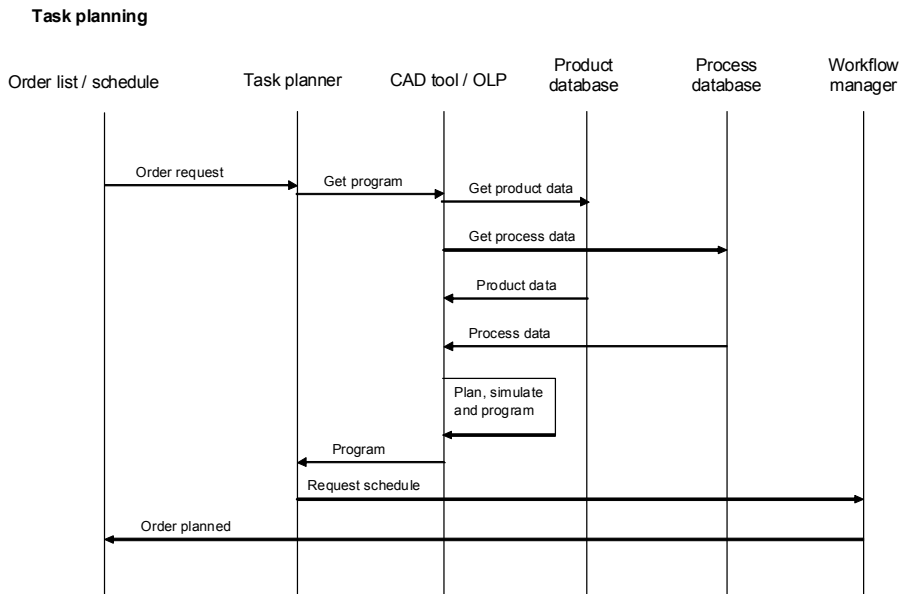 Task planning
Order list / schedule
Task planner
CAD tool / OLP
Product
database
Process
database
Workflow
manager
Order request
Get program
Get product data
Get process data
Product data
Process data
Plan, simulate
and program
Program
Request schedule
Order planned